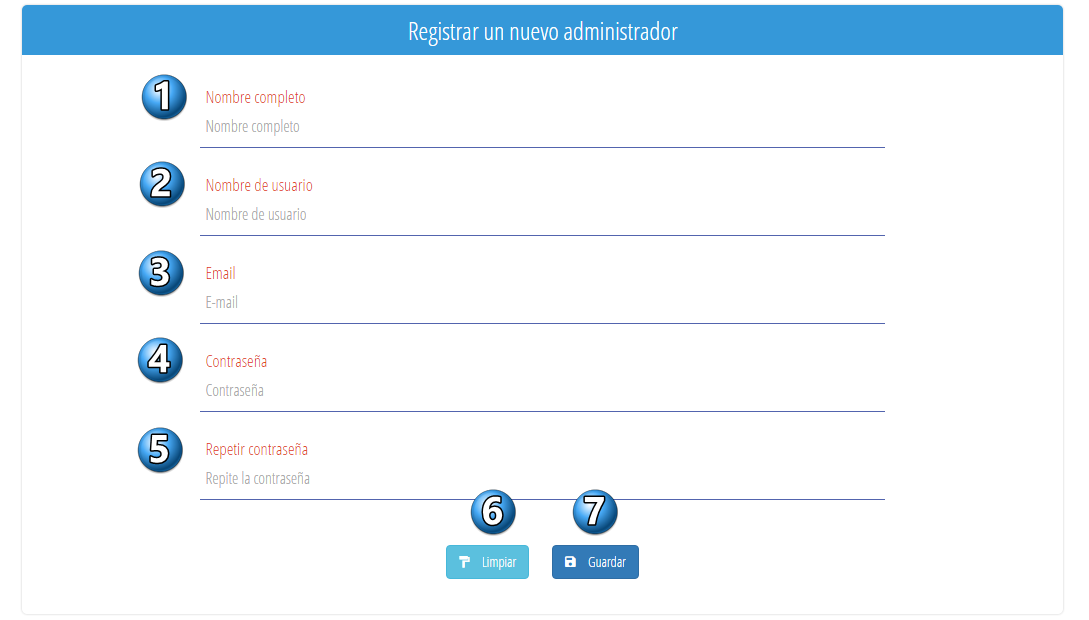 Registrar un nuevo administrador
1
Nombre completo
Nombre completo
2
Nombre de usuario
Nombre de usuario
3
Email
E-mail
4
Contraseña
Contraseña
5
Repetir contraseña
Repite la contraseña
6 7
Limpiar Guardar